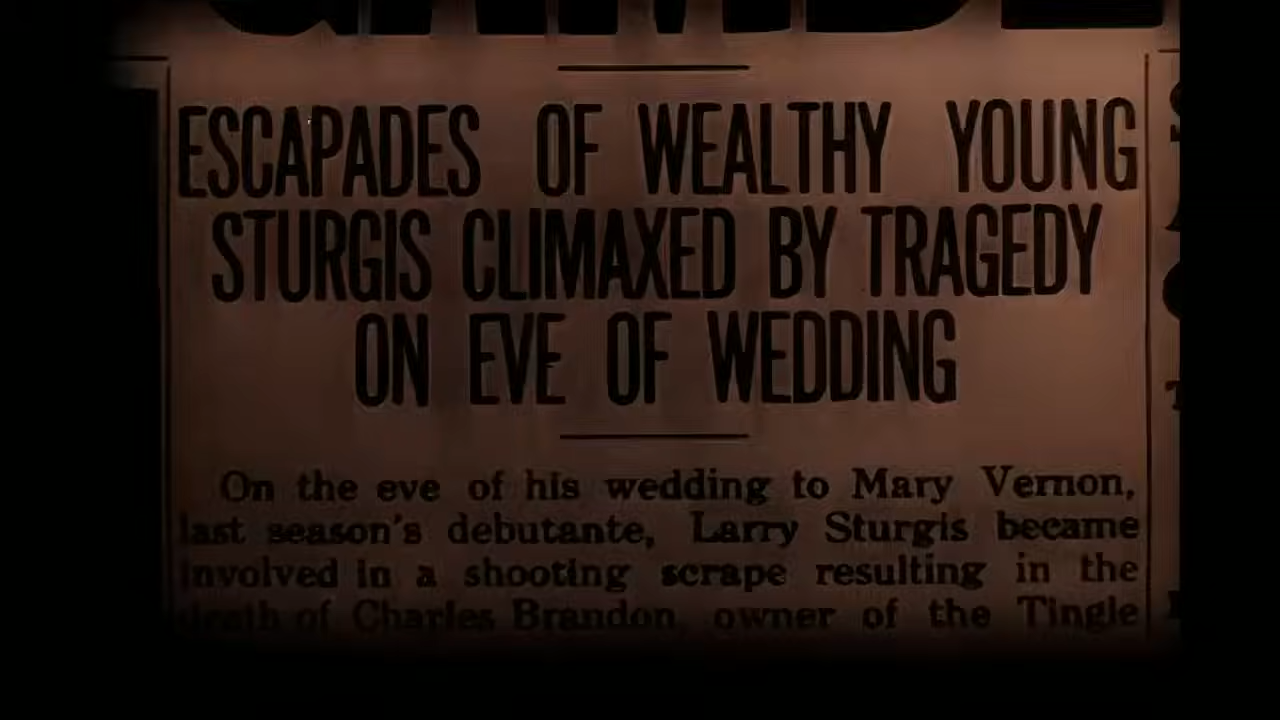 ESCAPADES OF WEALTHY YOUNG
STURGIS CLIMAXED BY TRAGEDY
ON EVE OF WEDDING
On the eve of his wedding to Mary Vernon,
last season's debutante, Larry Sturgis became
involved in a shooting scrape resulting in the
death of Charles Brandon, owner of the Tingle